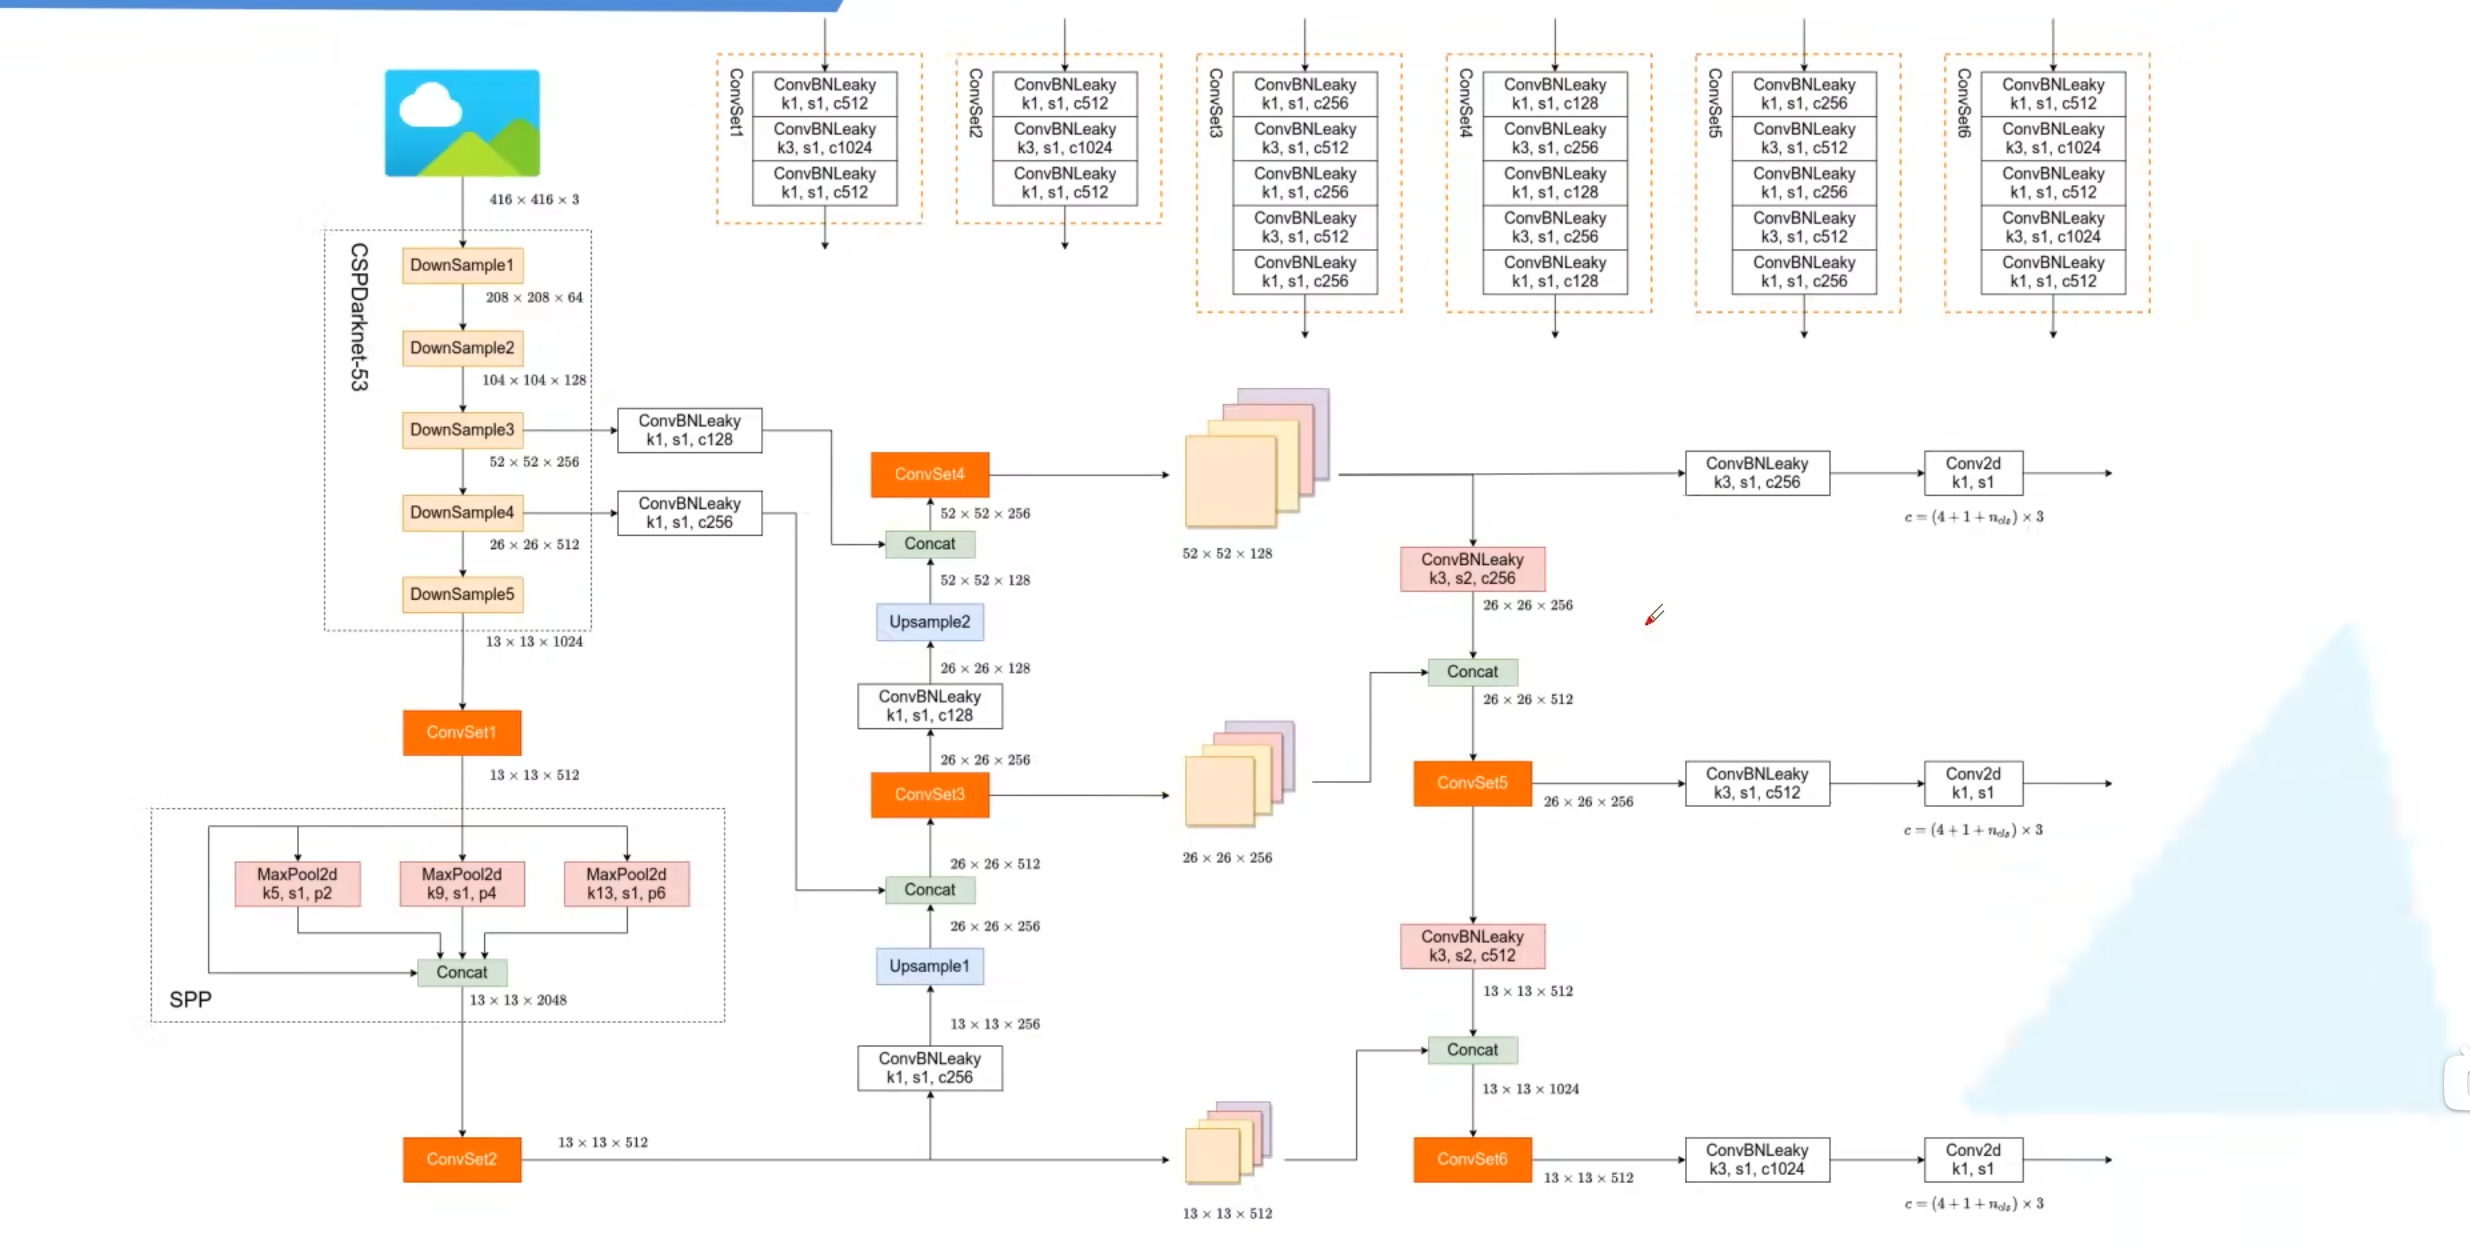 ConvSet1
ConvBNLeaky
k1, s1, c512
ConvBNLeaky
k3, s1, c1024
ConvBNLeaky
k1, s1, c512
ConvSet2
ConvBNLeaky
k1, s1, c512
ConvBNLeaky
k3, s1, c1024
ConvBNLeaky
k1, s1, c512
ConvSet3
ConvBNLeaky
k1, s1, c256
ConvBNLeaky
k3, s1, c512
ConvBNLeaky
k1, s1, c256
ConvBNLeaky
k3, s1, c512
ConvBNLeaky
k1, s1, c256
ConvSet4
ConvBNLeaky
k1, s1, c128
ConvBNLeaky
k3, s1, c256
ConvBNLeaky
k1, s1, c128
ConvBNLeaky
k3, s1, c256
ConvBNLeaky
k1, s1, c128
ConvSet5
ConvBNLeaky
k1, s1, c256
ConvBNLeaky
k3, s1, c512
ConvBNLeaky
k1, s1, c256
ConvBNLeaky
k3, s1, c512
ConvBNLeaky
k1, s1, c256
ConvSet6
ConvBNLeaky
k1, s1, c512
ConvBNLeaky
k3, s1, c1024
ConvBNLeaky
k1, s1, c512
ConvBNLeaky
k3, s1, c1024
ConvBNLeaky
k1, s1, c512
416 × 416 × 3
CSPDarknet-53
DownSample1
208 × 208 × 64
DownSample2
104 × 104 × 128
DownSample3
52 × 52 × 256
DownSample4
26 × 26 × 512
DownSample5
13 × 13 × 1024
ConvBNLeaky
k1, s1, c128
ConvBNLeaky
k1, s1, c256
ConvSet1
13 × 13 × 512
MaxPool2d
k5, s1, p2
MaxPool2d
k9, s1, p4
MaxPool2d
k13, s1, p6
Concat
SPP
13 × 13 × 2048
ConvSet2
13 × 13 × 512
ConvSet4
52 × 52 × 256
Concat
52 × 52 × 128
Upsample2
26 × 26 × 128
ConvBNLeaky
k1, s1, c128
26 × 26 × 256
ConvSet3
26 × 26 × 512
Concat
26 × 26 × 256
Upsample1
13 × 13 × 256
ConvBNLeaky
k1, s1, c256
52 × 52 × 128
26 × 26 × 256
13 × 13 × 512
ConvBNLeaky
k3, s2, c256
26 × 26 × 256
Concat
26 × 26 × 512
ConvSet5
26 × 26 × 256
ConvBNLeaky
k3, s2, c512
13 × 13 × 512
Concat
13 × 13 × 1024
ConvSet6
13 × 13 × 512
ConvBNLeaky
k3, s1, c256
Conv2d
k1, s1
c = (4 + 1 + n_cls) × 3
ConvBNLeaky
k3, s1, c512
Conv2d
k1, s1
c = (4 + 1 + n_cls) × 3
ConvBNLeaky
k3, s1, c1024
Conv2d
k1, s1
c = (4 + 1 + n_cls) × 3